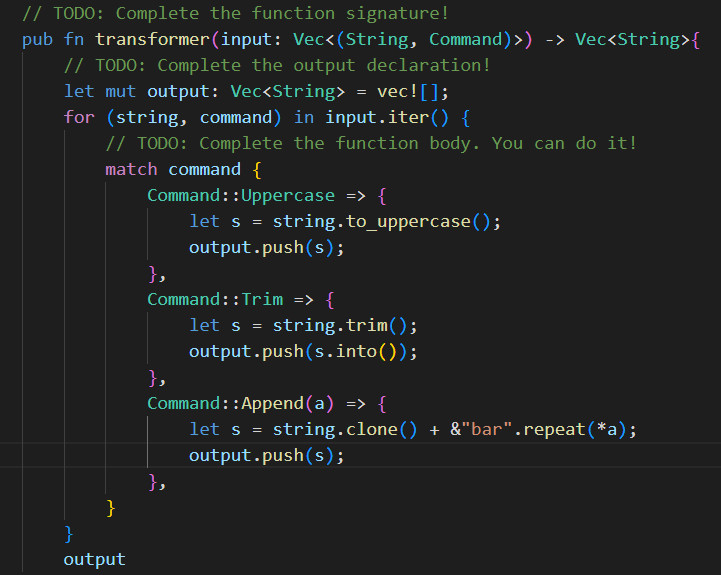 // TODO: Complete the function signature!
pub fn transformer(input: Vec<(String, Command)>) -> Vec<String>{
// TODO: Complete the output declaration!
let mut output: Vec<String> = vec![];
for (string, command) in input.iter() {
// TODO: Complete the function body. You can do it!
match command {
Command::Uppercase => {
let s = string.to_uppercase();
output.push(s);
},
Command::Trim => {
let s = string.trim();
output.push(s.into());
},
Command::Append(a) => {
let s = string.clone() + &"bar".repeat(*a);
output.push(s);
},
}
}
output